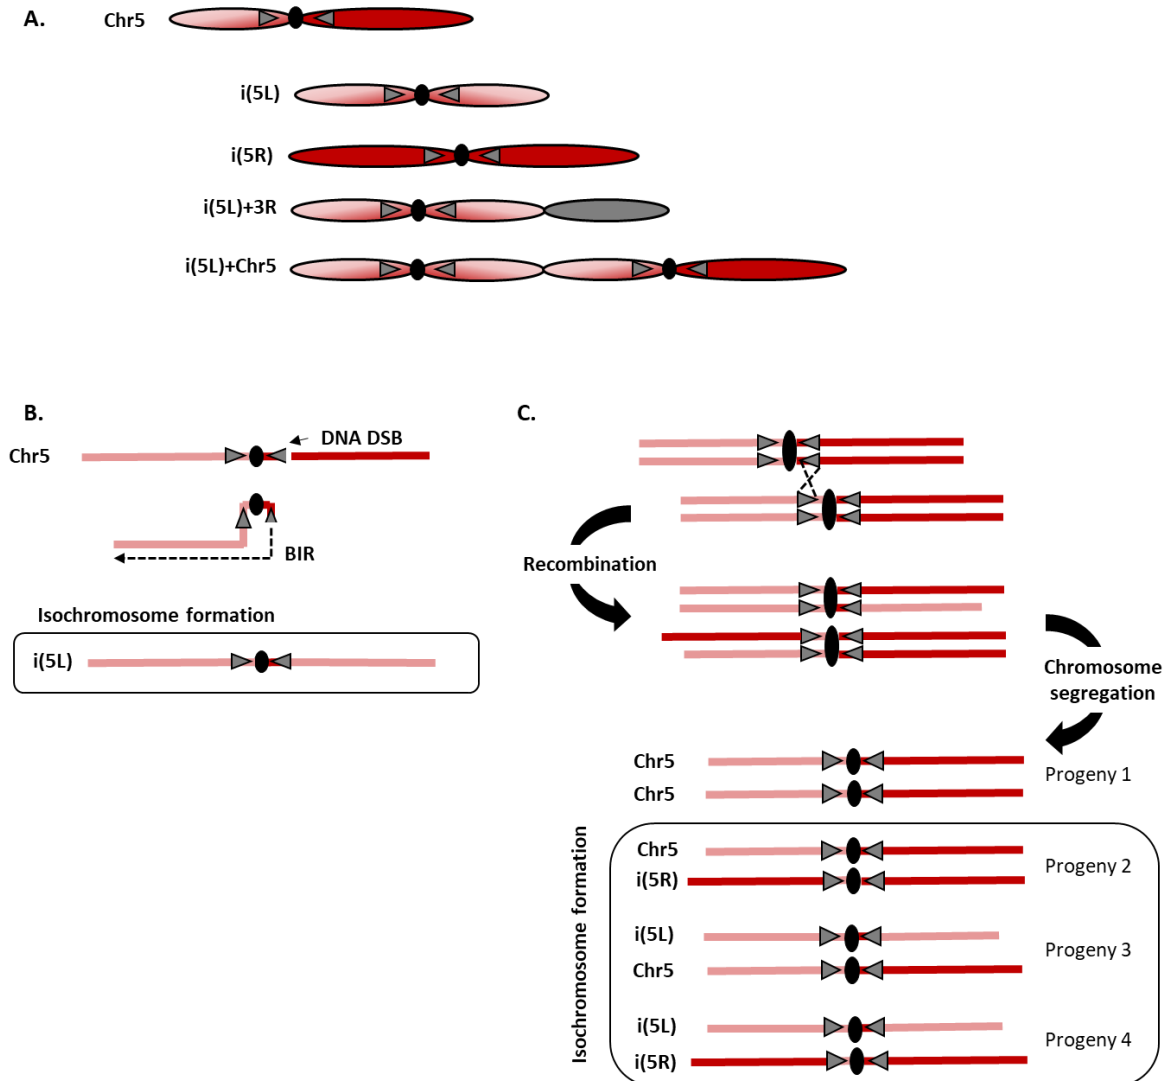 A.
Chr5
i(5L)
i(5R)
i(5L)+3R
i(5L)+Chr5
B.
Chr5
DNA DSB
BIR
Isochromosome formation
i(5L)
C.
Recombination
Chromosome
segregation
Chr5
Chr5
Progeny 1
Isochromosome formation
Chr5
i(5R)
Progeny 2
i(5L)
Chr5
Progeny 3
i(5L)
i(5R)
Progeny 4